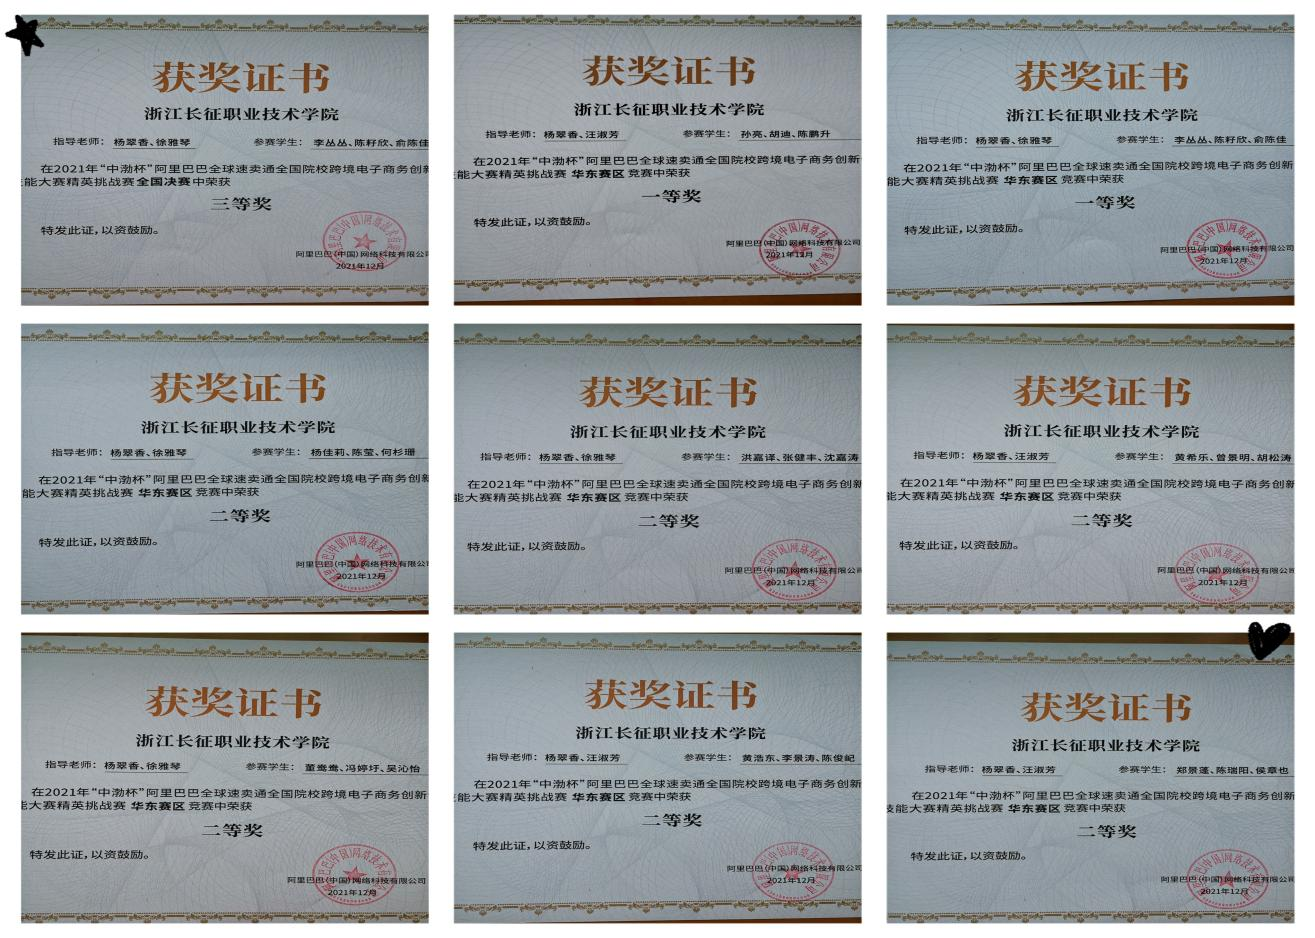 获奖证书
浙江长征职业技术学院
指导老师：杨翠香、徐雅琴 参赛学生：李丛丛、陈籽欣、俞陈佳
在2021年“中渤杯”阿里巴巴全球速卖通全国院校跨境电子商务创新
能大赛精英挑战赛全国决赛中荣获
三等奖
特发此证，以资鼓励。
阿里巴巴(中国)网络科技有限公司
2021年12月
获奖证书
浙江长征职业技术学院
指导老师：杨翠香、汪淑芳 参赛学生：孙亮、胡迪、陈鹏升
在2021年“中渤杯”阿里巴巴全球速卖通全国院校跨境电子商务创新
能大赛精英挑战赛 华东赛区 竞赛中荣获
一等奖
特发此证，以资鼓励。
阿里巴巴(中国)网络科技有限公司
2021年12月
获奖证书
浙江长征职业技术学院
指导老师：杨翠香、徐雅琴 参赛学生：李丛丛、陈籽欣、俞陈佳
在2021年“中渤杯”阿里巴巴全球速卖通全国院校跨境电子商务创新
能大赛精英挑战赛 华东赛区 竞赛中荣获
一等奖
特发此证，以资鼓励。
阿里巴巴(中国)网络科技有限公司
2021年12月
获奖证书
浙江长征职业技术学院
指导老师：杨翠香、徐雅琴 参赛学生：杨佳莉、陈莹、何杉珊
在2021年“中渤杯”阿里巴巴全球速卖通全国院校跨境电子商务创新
能大赛精英挑战赛 华东赛区 竞赛中荣获
二等奖
特发此证，以资鼓励。
阿里巴巴(中国)网络科技有限公司
2021年12月
获奖证书
浙江长征职业技术学院
指导老师：杨翠香、徐雅琴 参赛学生：洪嘉译、张健丰、沈嘉涛
在2021年“中渤杯”阿里巴巴全球速卖通全国院校跨境电子商务创新
能大赛精英挑战赛 华东赛区 竞赛中荣获
二等奖
特发此证，以资鼓励。
阿里巴巴(中国)网络科技有限公司
2021年12月
获奖证书
浙江长征职业技术学院
指导老师：杨翠香、汪淑芳 参赛学生：黄希乐、曾景明、胡松涛
在2021年“中渤杯”阿里巴巴全球速卖通全国院校跨境电子商务创新
能大赛精英挑战赛 华东赛区 竞赛中荣获
二等奖
特发此证，以资鼓励。
阿里巴巴(中国)网络科技有限公司
2021年12月
获奖证书
浙江长征职业技术学院
指导老师：杨翠香、徐雅琴 参赛学生：董鸯鸯、冯婷圩、吴沁怡
在2021年“中渤杯”阿里巴巴全球速卖通全国院校跨境电子商务创新
能大赛精英挑战赛 华东赛区 竞赛中荣获
二等奖
特发此证，以资鼓励。
阿里巴巴(中国)网络科技有限公司
2021年12月
获奖证书
浙江长征职业技术学院
指导老师：杨翠香、汪淑芳 参赛学生：黄浩东、李景涛、陈俊屺
在2021年“中渤杯”阿里巴巴全球速卖通全国院校跨境电子商务创新
能大赛精英挑战赛 华东赛区 竞赛中荣获
二等奖
特发此证，以资鼓励。
阿里巴巴(中国)网络科技有限公司
2021年12月
获奖证书
浙江长征职业技术学院
指导老师：杨翠香、汪淑芳 参赛学生：郑景蓬、陈瑞阳、侯章也
在2021年“中渤杯”阿里巴巴全球速卖通全国院校跨境电子商务创新
技能大赛精英挑战赛 华东赛区 竞赛中荣获
二等奖
特发此证，以资鼓励。
阿里巴巴(中国)网络科技有限公司
2021年12月